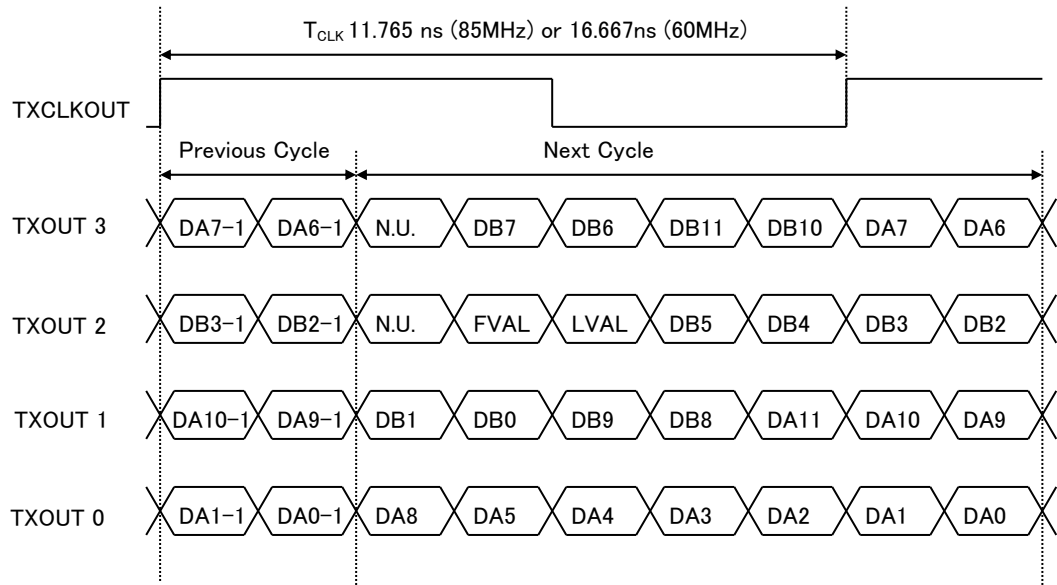 T_CLK 11.765 ns (85MHz) or 16.667ns (60MHz)
TXCLKOUT
Previous Cycle Next Cycle
TXOUT 3 DA7-1 DA6-1 N.U. DB7 DB6 DB11 DB10 DA7 DA6
TXOUT 2 DB3-1 DB2-1 N.U. FVAL LVAL DB5 DB4 DB3 DB2
TXOUT 1 DA10-1 DA9-1 DB1 DB0 DB9 DB8 DA11 DA10 DA9
TXOUT 0 DA1-1 DA0-1 DA8 DA5 DA4 DA3 DA2 DA1 DA0